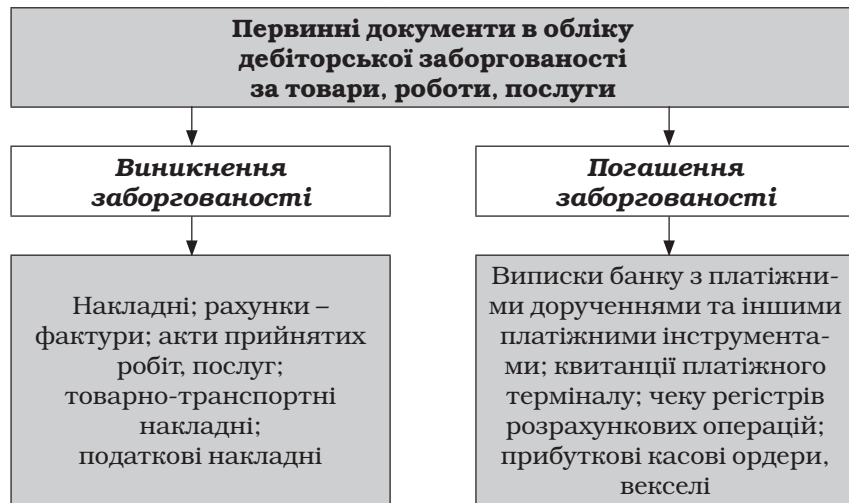 Первинні документи в обліку
дебіторської заборгованості
за товари, роботи, послуги
Виникнення
заборгованості
Погашення
заборгованості
Накладні; рахунки –
фактури; акти прийнятих
робіт, послуг;
товарно-транспортні
накладні;
податкові накладні
Виписки банку з платіжни-
ми дорученнями та іншими
платіжними інструмента-
ми; квитанції платіжного
терміналу; чеку регістрів
розрахункових операцій;
прибуткові касові ордери,
векселі